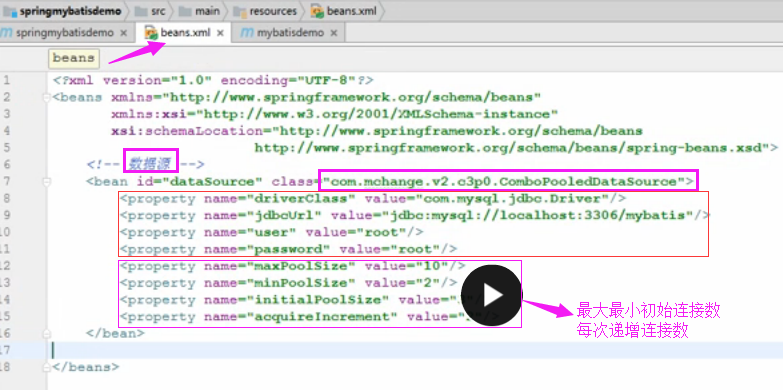 springmybatisdemo src main resources beans.xml
springmybatisdemo beans.xml mybatisdemo
beans
1 <?xml version="1.0" encoding="UTF-8"?>
2 <beans xmlns="http://www.springframework.org/schema/beans"
3 xmlns:xsi="http://www.w3.org/2001/XMLSchema-instance"
4 xsi:schemaLocation="http://www.springframework.org/schema/beans
5 http://www.springframework.org/schema/beans/spring-beans.xsd">
6 <!-- 数据源 -->
7 <bean id="dataSource" class="com.mchange.v2.c3p0.ComboPooledDataSource">
8 <property name="driverClass" value="com.mysql.jdbc.Driver"/>
9 <property name="jdbcUrl" value="jdbc:mysql://localhost:3306/mybatis"/>
10 <property name="user" value="root"/>
11 <property name="password" value="root"/>
12 <property name="maxPoolSize" value="10"/>
13 <property name="minPoolSize" value="2"/>
14 <property name="initialPoolSize" value="
15 <property name="acquireIncrement" value="
16 </bean>
最大最小初始连接数
每次递增连接数
17
18 </beans>